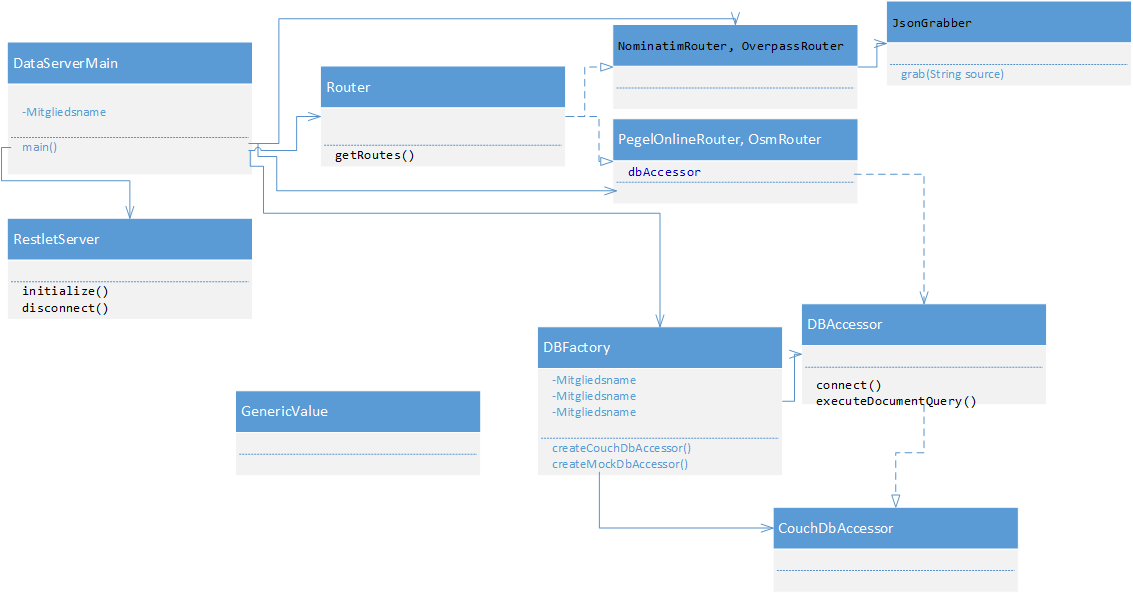 DataServerMain
-Mitgliedsname
main()
RestletServer
initialize()
disconnect()
Router
getRoutes()
NominatimRouter, OverpassRouter
JsonGrabber
grab(String source)
PegelOnlineRouter, OsmRouter
dbAccessor
DBFactory
-Mitgliedsname
-Mitgliedsname
-Mitgliedsname
createCouchDbAccessor()
createMockDbAccessor()
DBAccessor
connect()
executeDocumentQuery()
GenericValue
CouchDbAccessor